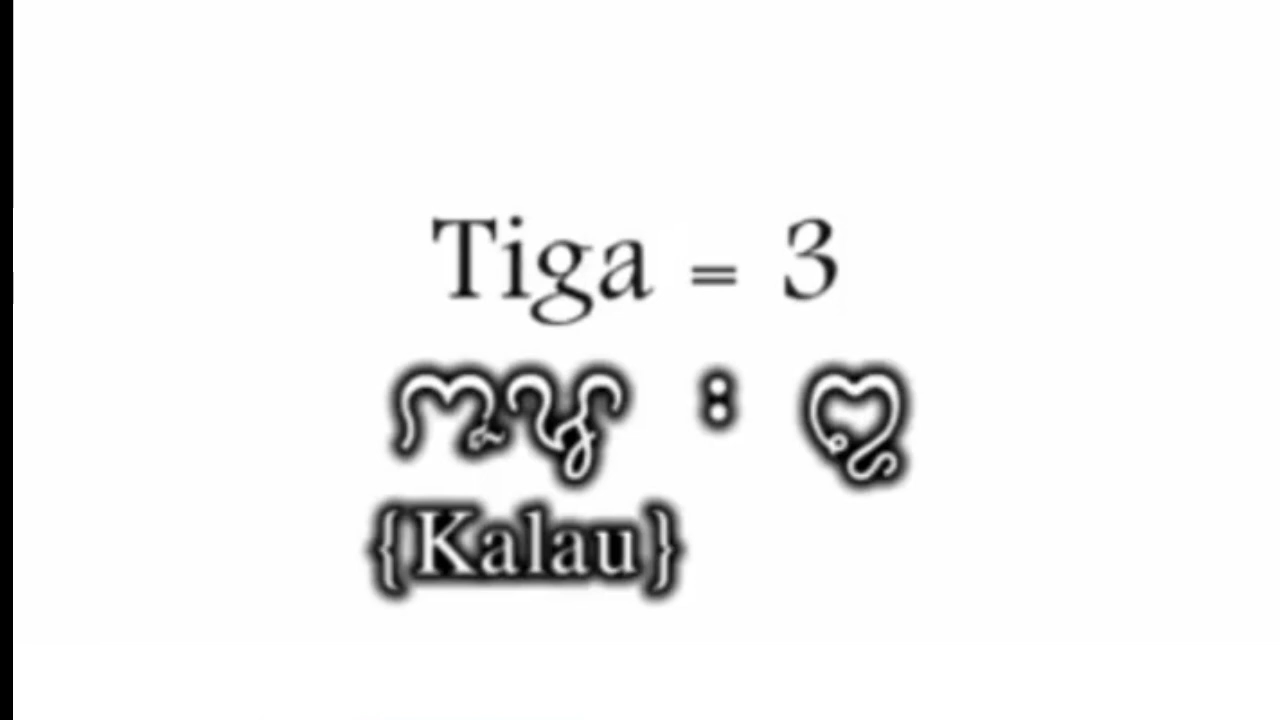 Tiga = 3
{Kalau}